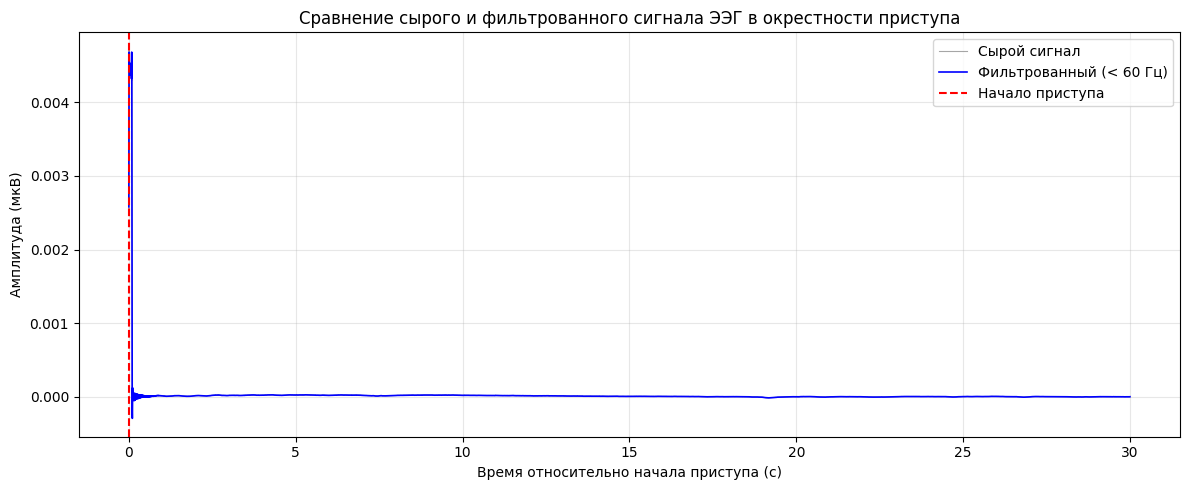 Сравнение сырого и фильтрованного сигнала ЭЭГ в окрестности приступа
Сырой сигнал
Фильтрованный (< 60 Гц)
Начало приступа
Амплитуда (мкВ)
0.004
0.003
0.002
0.001
0.000
0 5 10 15 20 25 30
Время относительно начала приступа (с)